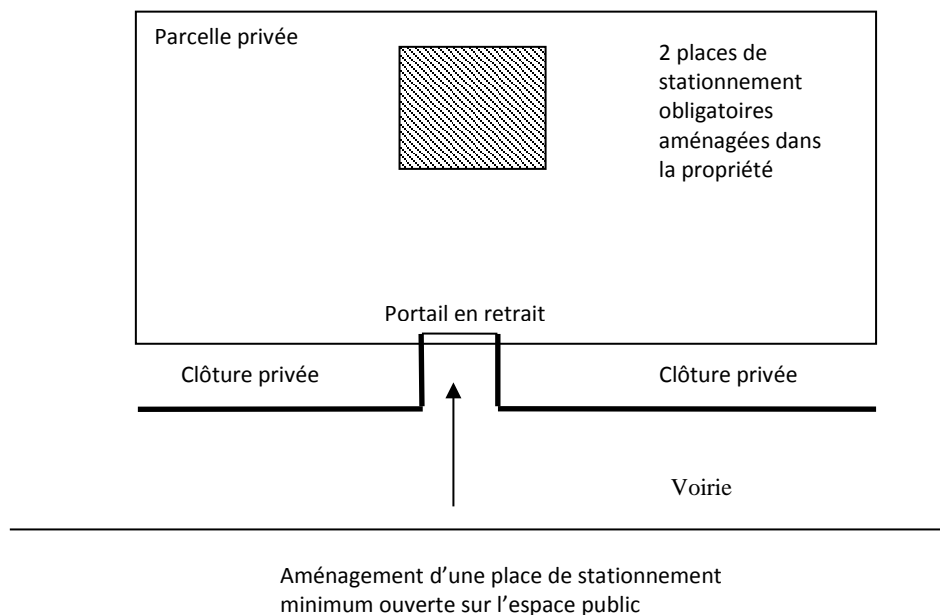 Parcelle privée
2 places de
stationnement
obligatoires
aménagées dans
la propriété
Portail en retrait
Clôture privée
Clôture privée
Voirie
Aménagement d’une place de stationnement
minimum ouverte sur l’espace public